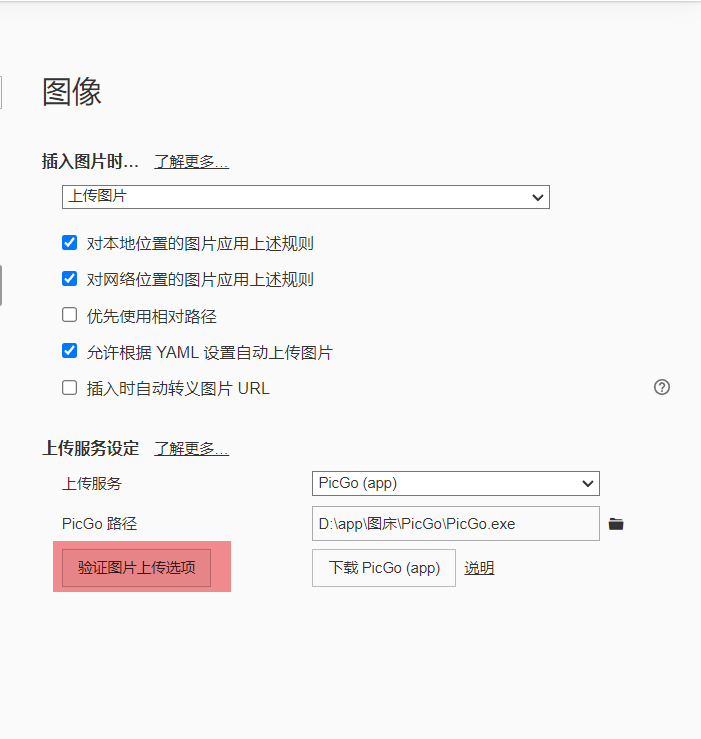 图像
插入图片时… 了解更多…
上传图片
对本地位置的图片应用上述规则
对网络位置的图片应用上述规则
优先使用相对路径
允许根据 YAML 设置自动上传图片
插入时自动转义图片 URL
上传服务设定 了解更多…
上传服务 PicGo (app)
PicGo 路径 D:\app\图床\PicGo\PicGo.exe
验证图片上传选项 下载 PicGo (app) 说明